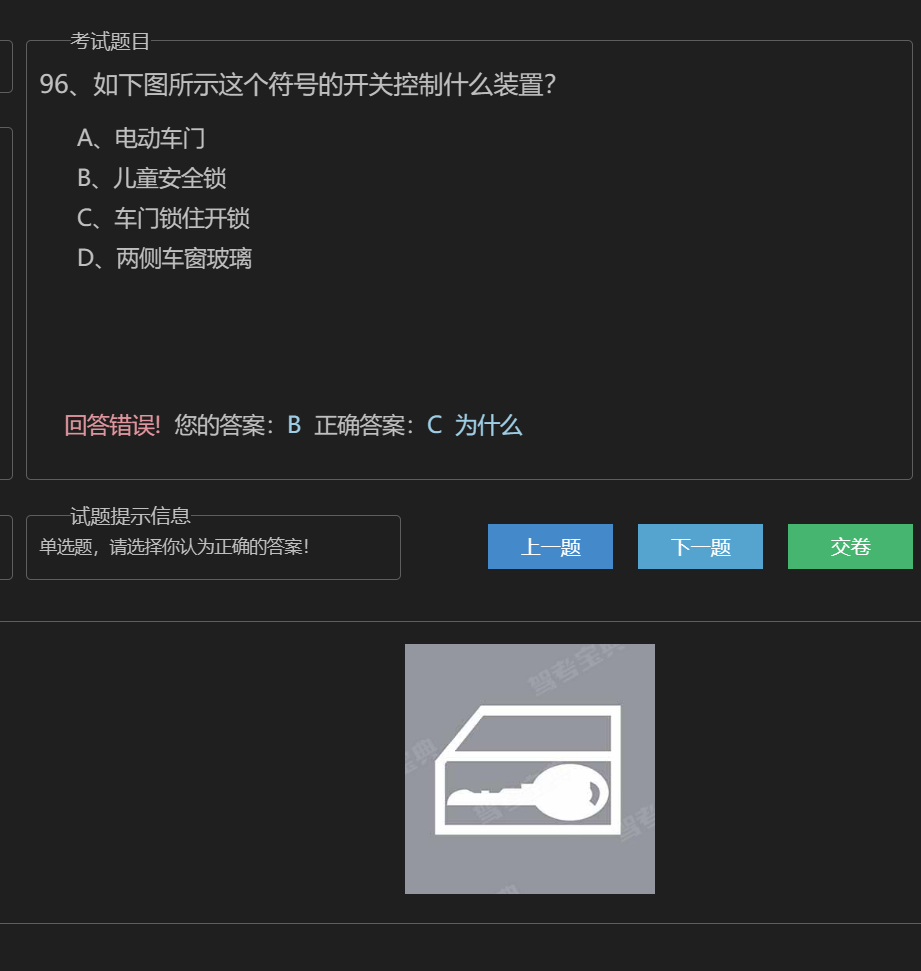 考试题目
96、如下图所示这个符号的开关控制什么装置?
A、电动车门
B、儿童安全锁
C、车门锁住开锁
D、两侧车窗玻璃
回答错误! 您的答案：B 正确答案：C 为什么
试题提示信息
单选题，请选择你认为正确的答案!
上一题 下一题 交卷
驾考宝典
宝典
驾考